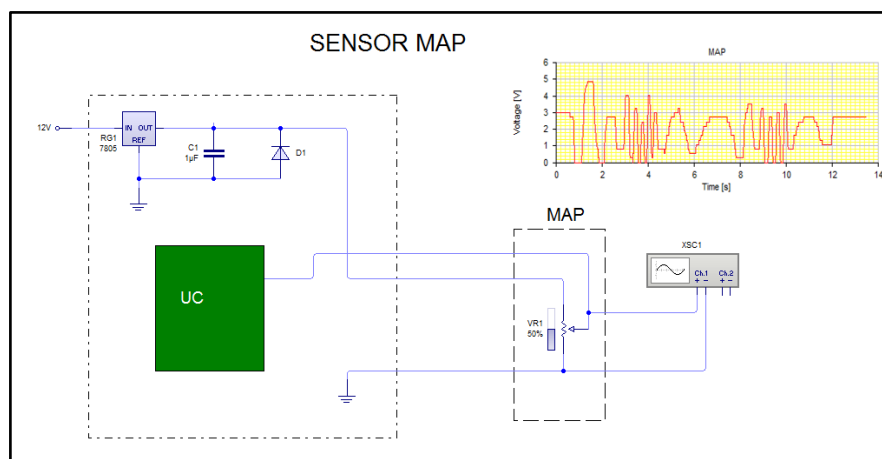 SENSOR MAP
MAP
Voltage [V]
6
5
4
3
2
1
0
0 2 4 6 8 10 12 14
Time [s]
12V
IN OUT
REF
RG1
7805
C1
1µF
D1
MAP
XSC1
Ch.1 Ch.2
+ − + −
UC
VR1
50%